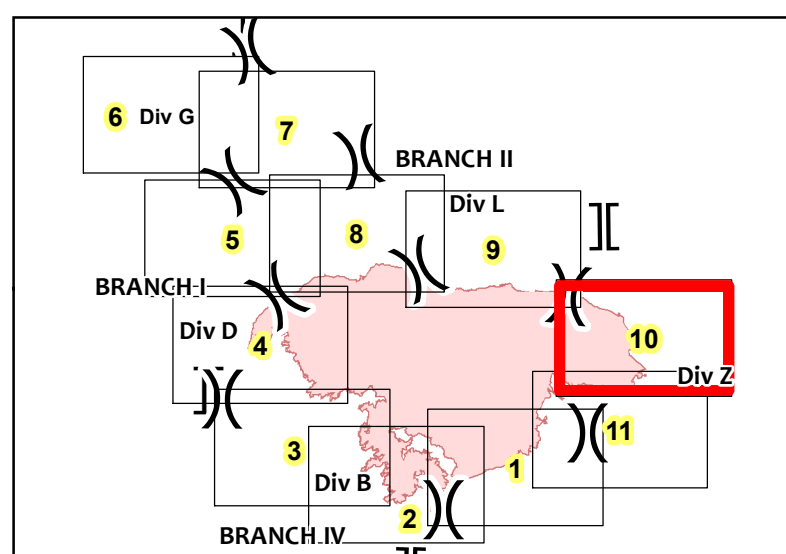 6
Div G
7
BRANCH II
Div L
5
8
9
BRANCH I
Div D
4
10
Div Z
3
11
1
Div B
2
BRANCH IV